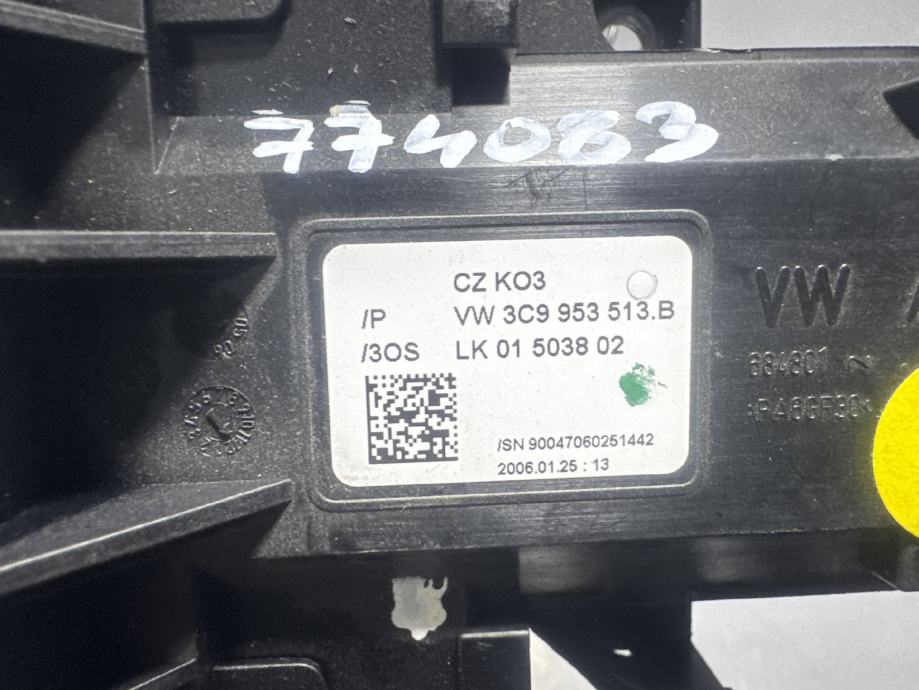 774083
CZ KO3
/P VW 3C9 953 513.B
/3OS LK 01 5038 02
/SN 90047060251442
2006.01.25 : 13
VW